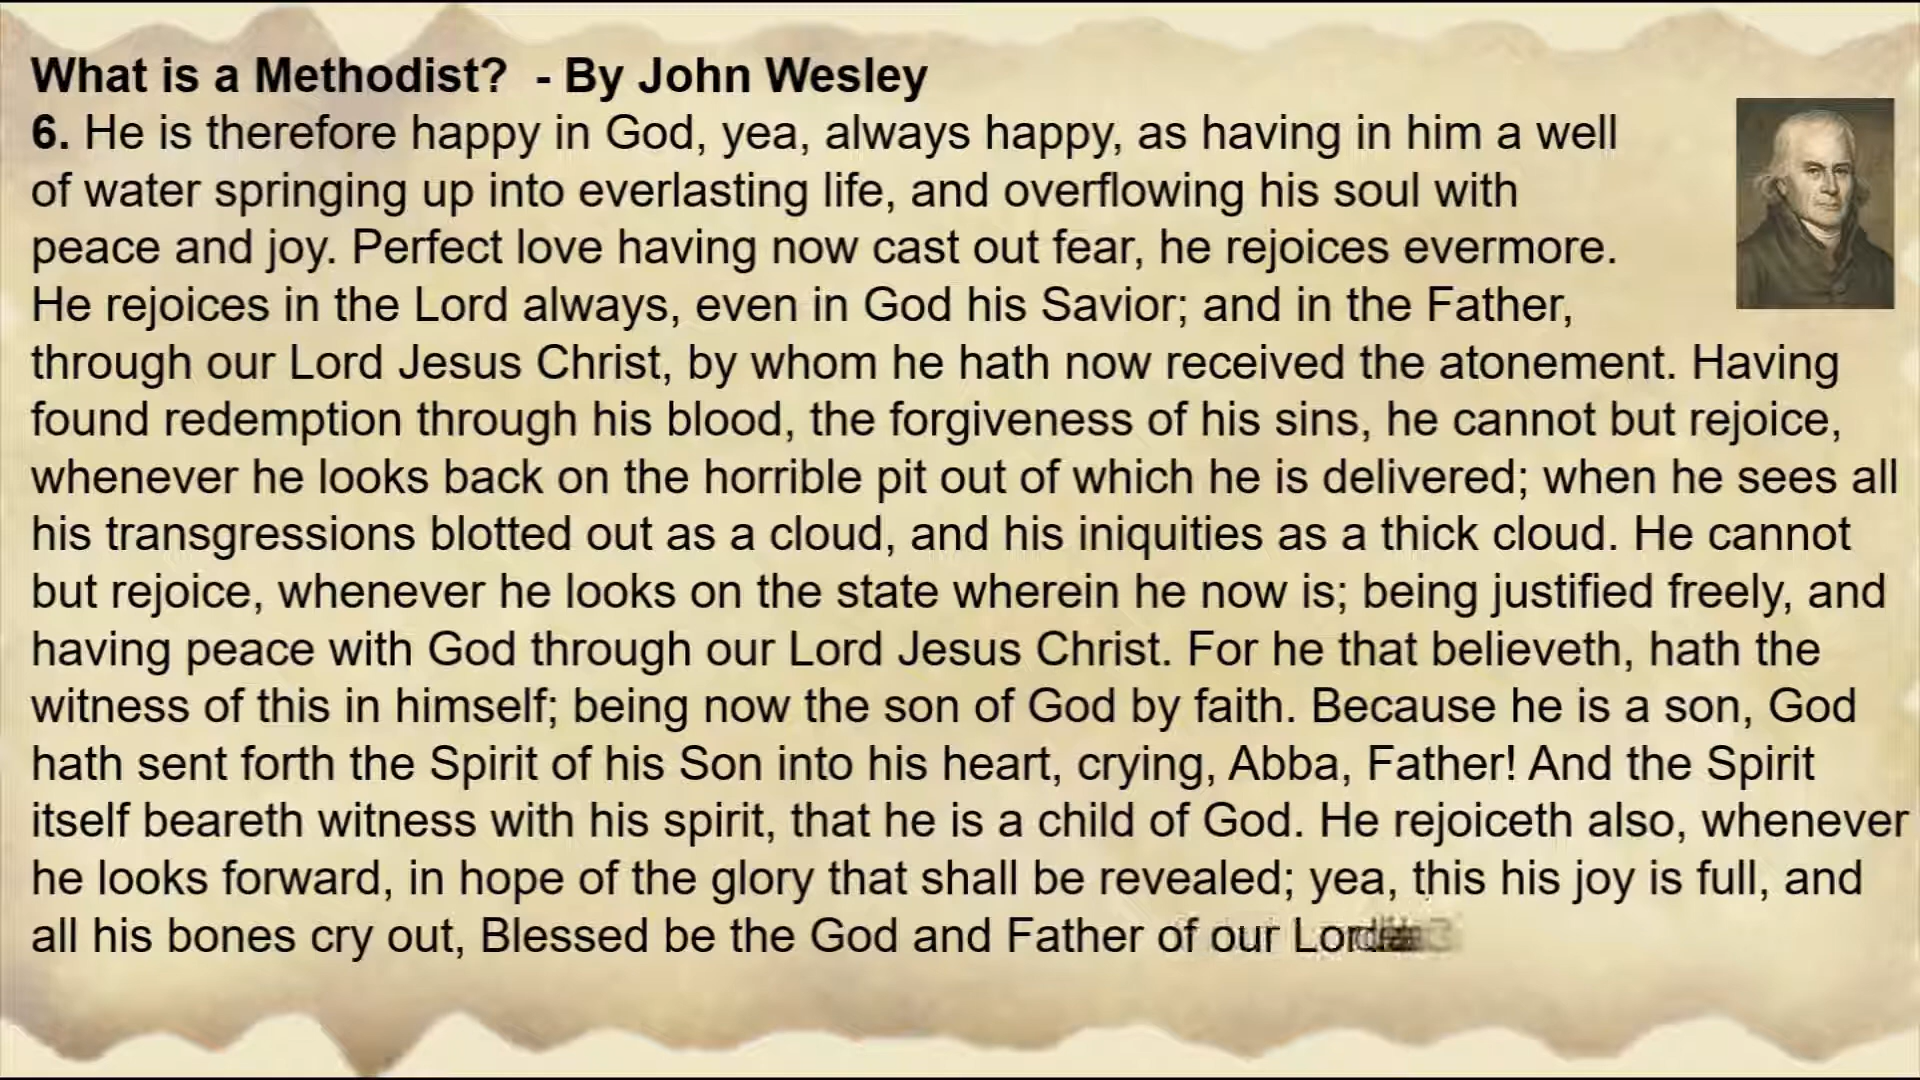 What is a Methodist?  - By John Wesley
6. He is therefore happy in God, yea, always happy, as having in him a well
of water springing up into everlasting life, and overflowing his soul with
peace and joy. Perfect love having now cast out fear, he rejoices evermore.
He rejoices in the Lord always, even in God his Savior; and in the Father,
through our Lord Jesus Christ, by whom he hath now received the atonement. Having
found redemption through his blood, the forgiveness of his sins, he cannot but rejoice,
whenever he looks back on the horrible pit out of which he is delivered; when he sees all
his transgressions blotted out as a cloud, and his iniquities as a thick cloud. He cannot
but rejoice, whenever he looks on the state wherein he now is; being justified freely, and
having peace with God through our Lord Jesus Christ. For he that believeth, hath the
witness of this in himself; being now the son of God by faith. Because he is a son, God
hath sent forth the Spirit of his Son into his heart, crying, Abba, Father! And the Spirit
itself beareth witness with his spirit, that he is a child of God. He rejoiceth also, whenever
he looks forward, in hope of the glory that shall be revealed; yea, this his joy is full, and
all his bones cry out, Blessed be the God and Father of our Lord